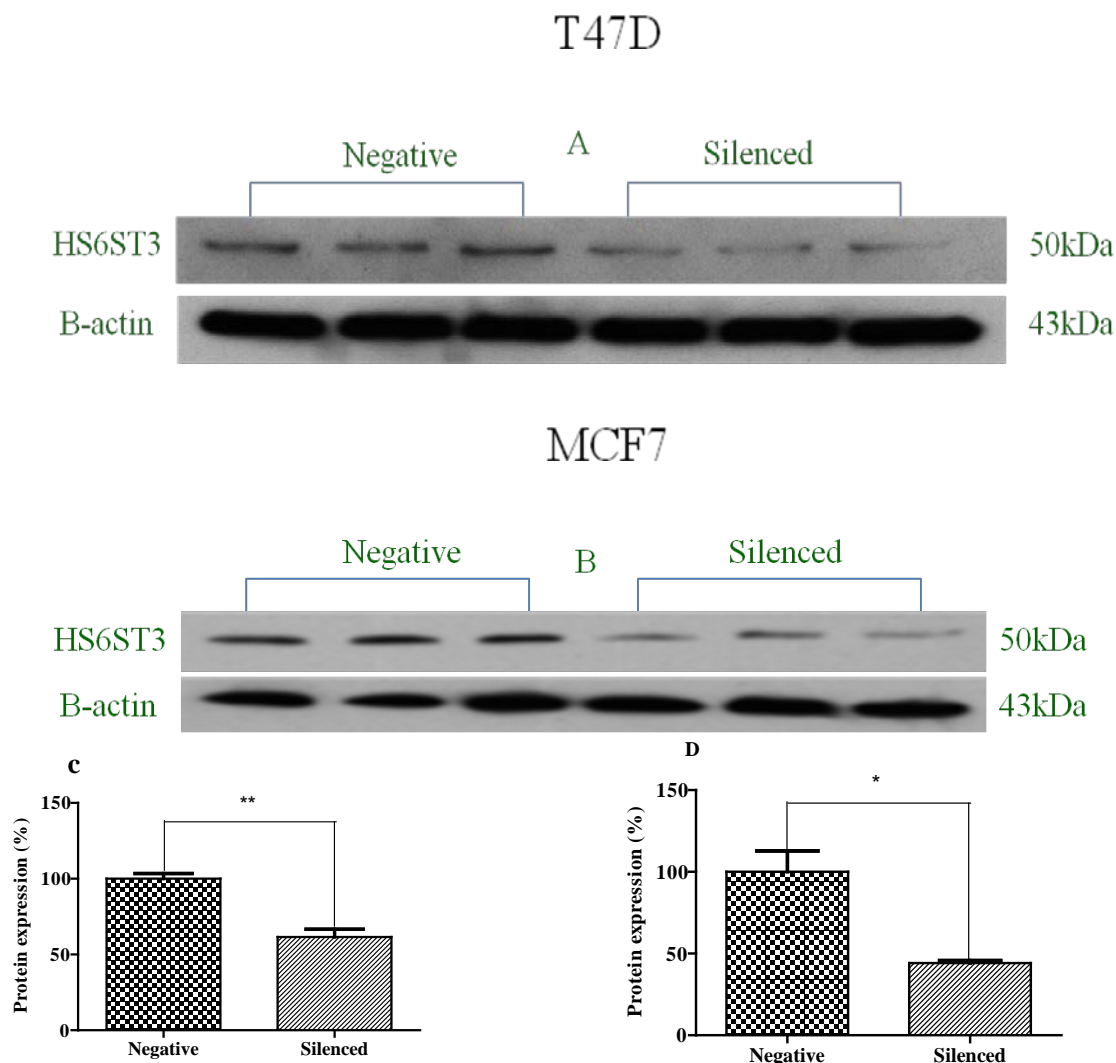 T47D
Negative A Silenced
HS6ST3 50kDa
B-actin 43kDa
MCF7
Negative B Silenced
HS6ST3 50kDa
B-actin 43kDa
c
**
Protein expression (%)
150
100
50
0
Negative Silenced
D
*
Protein expression (%)
150
100
50
0
Negative Silenced